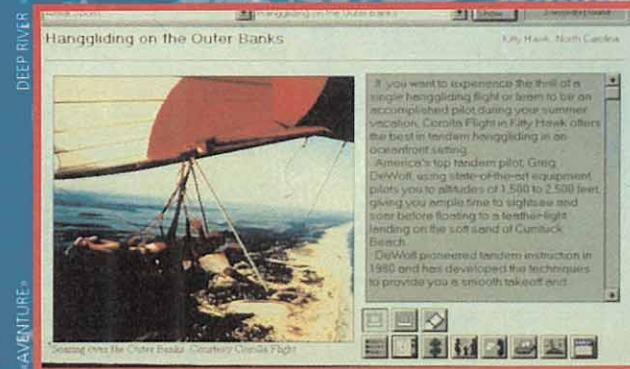 DEEP RIVER
«AVENTURE»
Hanggliding on the Outer Banks
Show
Hanggliding on the Outer Banks
Kitty Hawk, North Carolina
If you want to experience the thrill of a
single hanggliding flight or learn to be an
accomplished pilot during your summer
vacation, Corolla Flight in Kitty Hawk offers
the best in tandem hanggliding in an
oceanfront setting.
America's top tandem pilot, Greg
DeWolf, using state-of-the-art equipment,
pilots you to altitudes of 1,500 to 2,500 feet,
giving you ample time to sightsee and
soar before floating to a feather-light
landing on the soft sand of Currituck
Beach.
DeWolf pioneered tandem instruction in
1980 and has developed the techniques
to provide you a smooth takeoff and
Soaring over the Outer Banks. Courtesy Corolla Flight